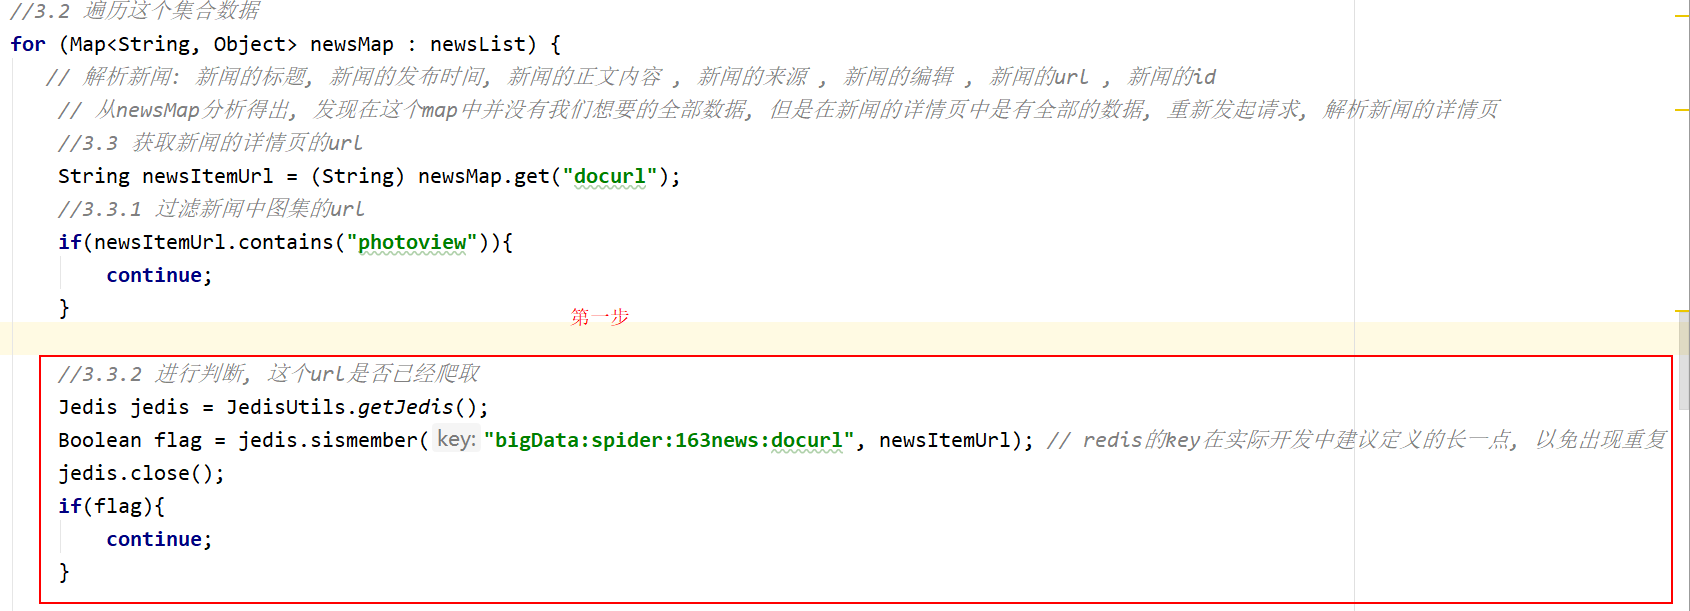 //3.2 遍历这个集合数据
for (Map<String, Object> newsMap : newsList) {
// 解析新闻: 新闻的标题, 新闻的发布时间, 新闻的正文内容 , 新闻的来源 , 新闻的编辑 , 新闻的url , 新闻的id
// 从newsMap分析得出, 发现在这个map中并没有我们想要的全部数据, 但是在新闻的详情页中是有全部的数据, 重新发起请求, 解析新闻的详情页
//3.3 获取新闻的详情页的url
String newsItemUrl = (String) newsMap.get("docurl");
//3.3.1 过滤新闻中图集的url
if(newsItemUrl.contains("photoview")){
continue;
}
第一步
//3.3.2 进行判断, 这个url是否已经爬取
Jedis jedis = JedisUtils.getJedis();
Boolean flag = jedis.sismember( key: "bigData:spider:163news:docurl", newsItemUrl); // redis的key在实际开发中建议定义的长一点, 以免出现重复
jedis.close();
if(flag){
continue;
}